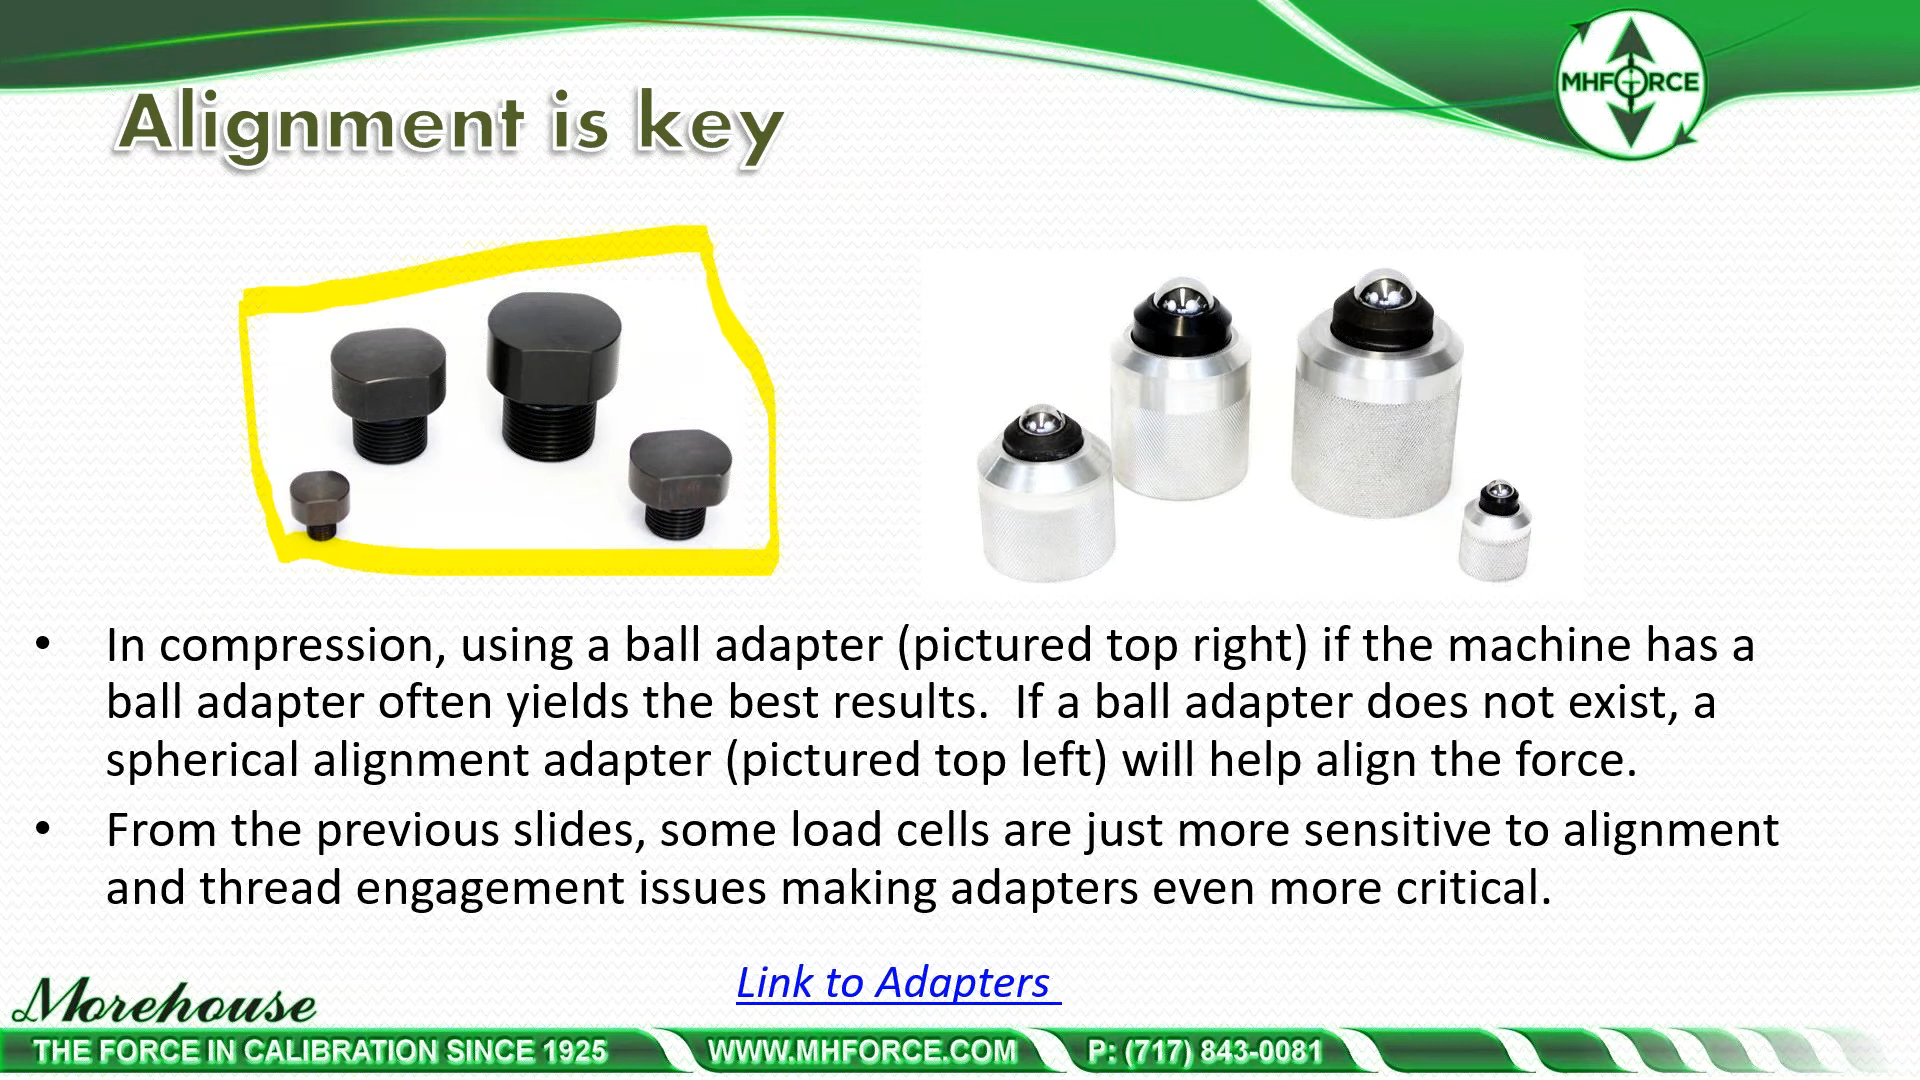 MHFORCE
Alignment is key
• In compression, using a ball adapter (pictured top right) if the machine has a
ball adapter often yields the best results.  If a ball adapter does not exist, a
spherical alignment adapter (pictured top left) will help align the force.
• From the previous slides, some load cells are just more sensitive to alignment
and thread engagement issues making adapters even more critical.
Link to Adapters
Morehouse
THE FORCE IN CALIBRATION SINCE 1925 WWW.MHFORCE.COM P: (717) 843-0081